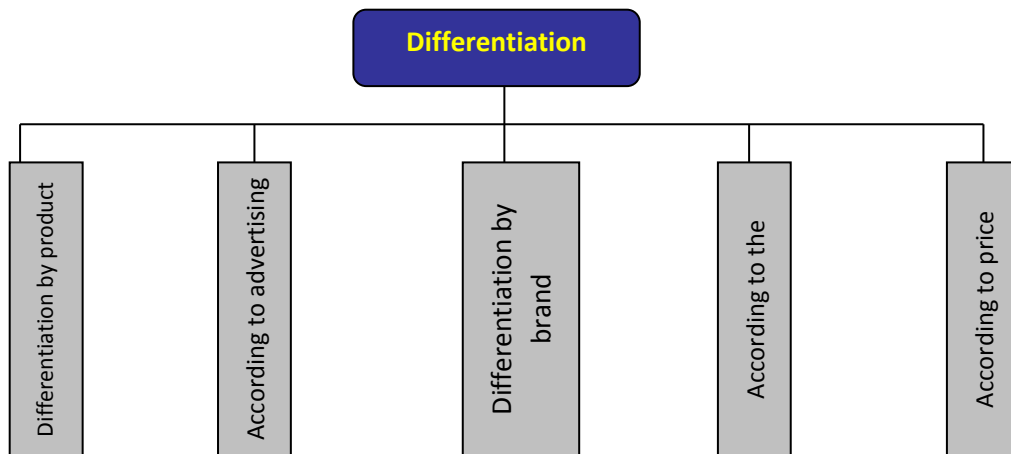 Differentiation
Differentiation by product
According to advertising
Differentiation by
brand
According to the
According to price